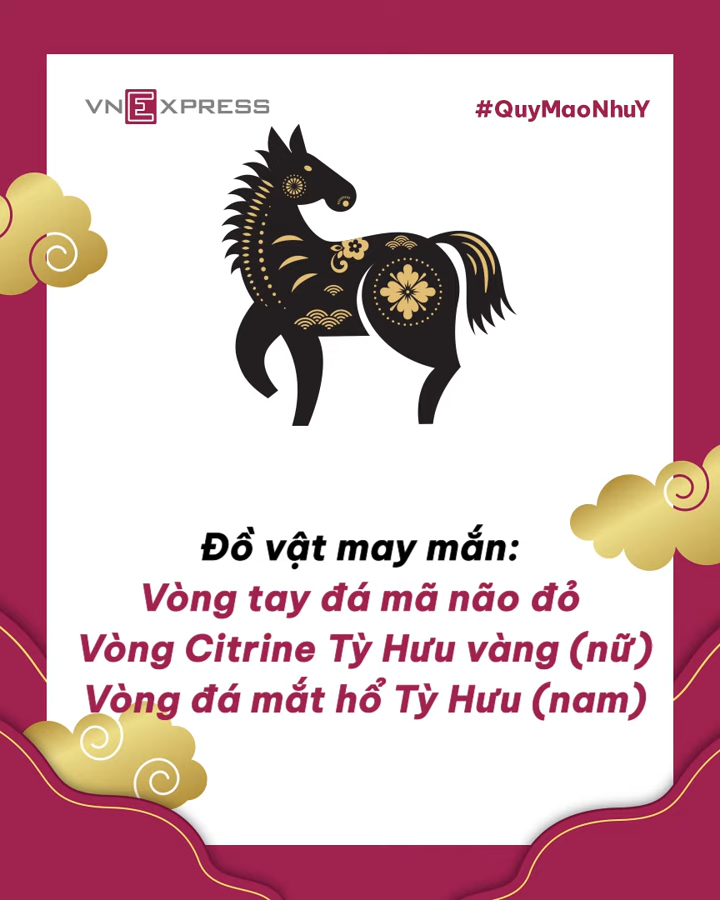 VNEXPRESS
#QuyMaoNhuY
Đồ vật may mắn:
Vòng tay đá mã não đỏ
Vòng Citrine Tỳ Hưu vàng (nữ)
Vòng đá mắt hổ Tỳ Hưu (nam)